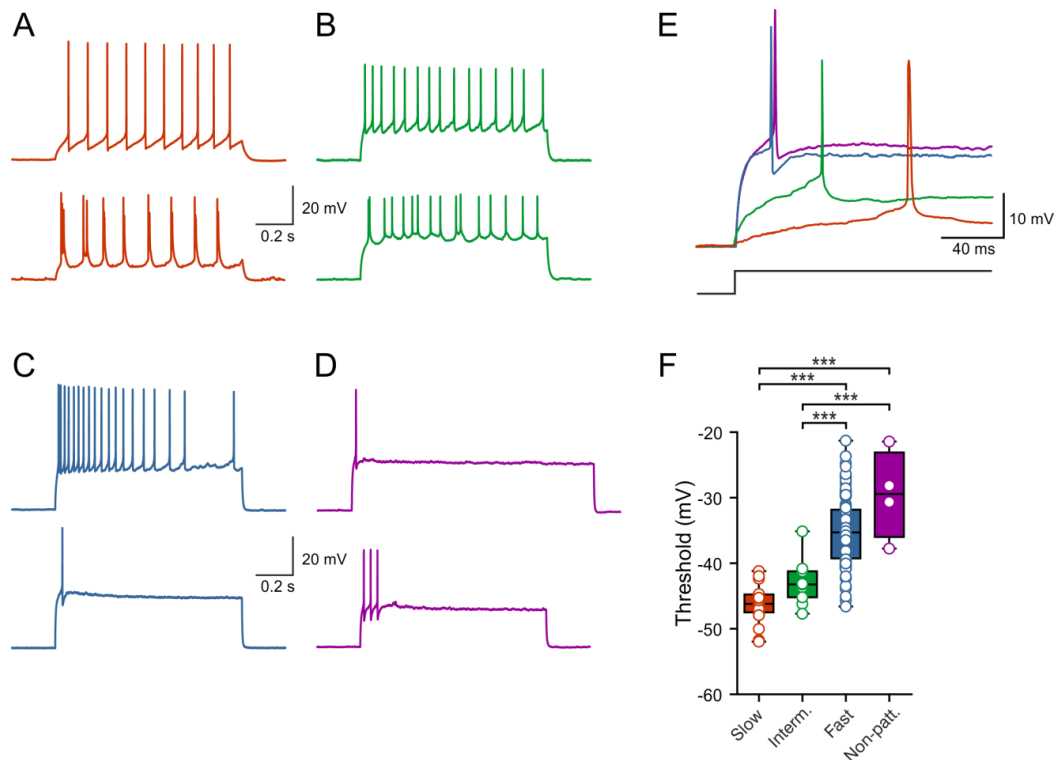 A
B
20 mV
0.2 s
E
10 mV
40 ms
C
D
20 mV
0.2 s
F
***
***
***
***
Threshold (mV)
-20
-30
-40
-50
-60
Slow
Interm.
Fast
Non-patt.